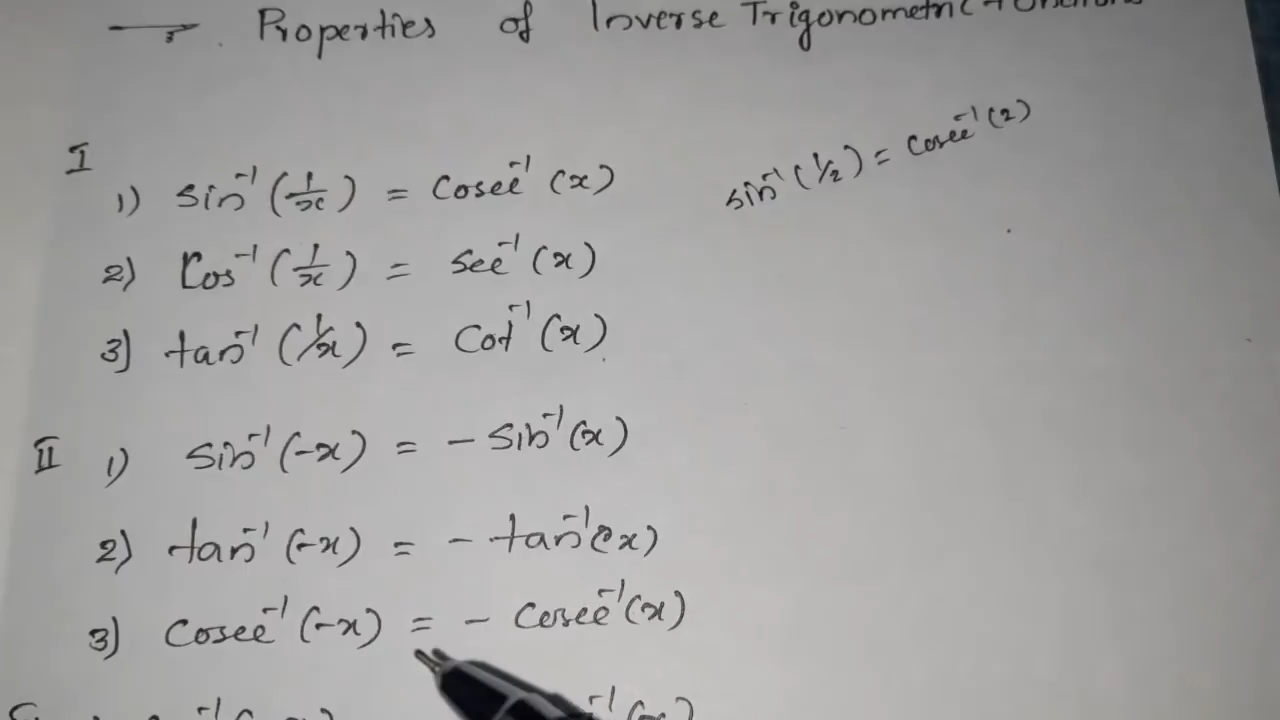 Properties of Inverse Trigonometric Functions
I
1) sin⁻¹(1/x) = Cosec⁻¹(x)
sin⁻¹(1/2) = cosec⁻¹(2)
2) Cos⁻¹(1/x) = Sec⁻¹(x)
3) tan⁻¹(1/x) = Cot⁻¹(x).
II 1) Sin⁻¹(-x) = - Sin⁻¹(x)
2) tan⁻¹(-x) = - tan⁻¹(x)
3) Cosec⁻¹(-x) = - Cosec⁻¹(x)